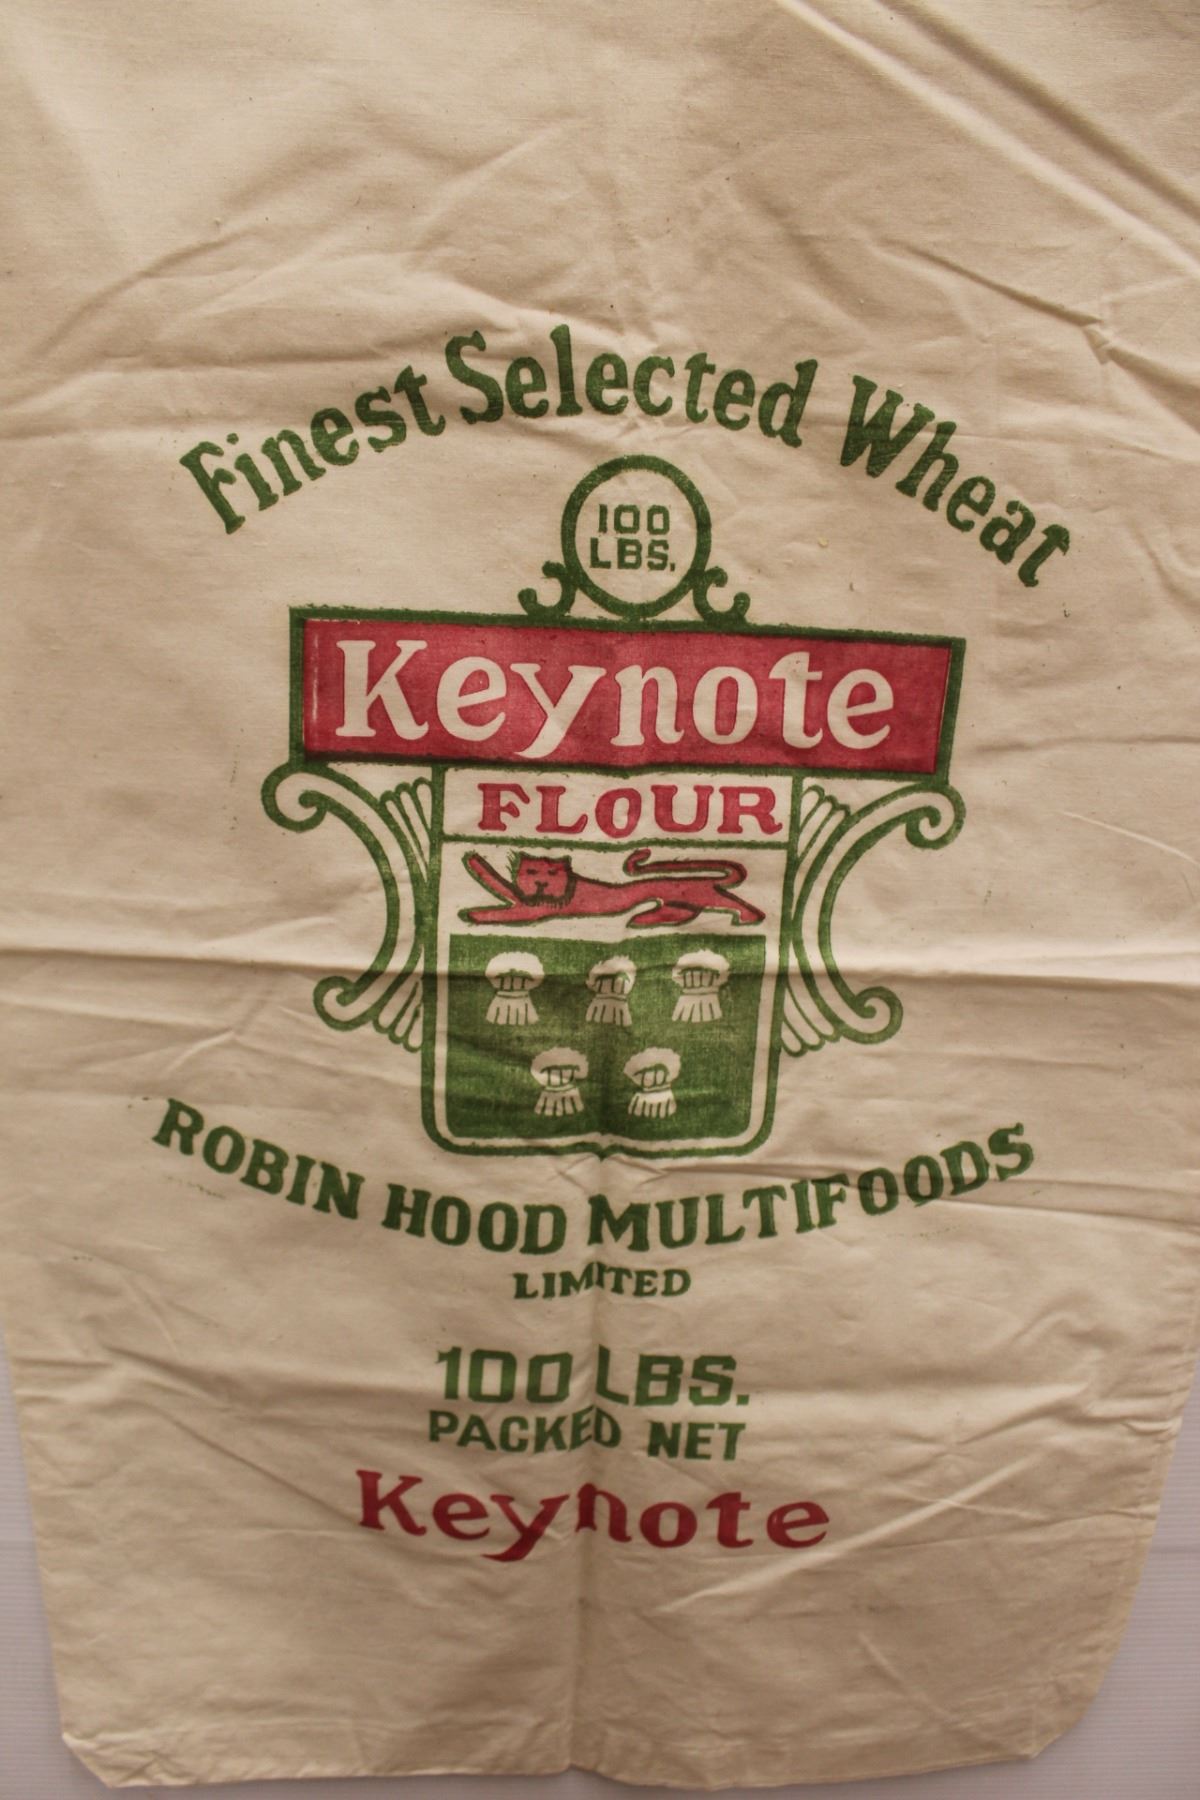 Finest Selected Wheat
100
LBS.
Keynote
FLOUR
ROBIN HOOD MULTIFOODS
LIMITED
100 LBS.
PACKED NET
Keynote